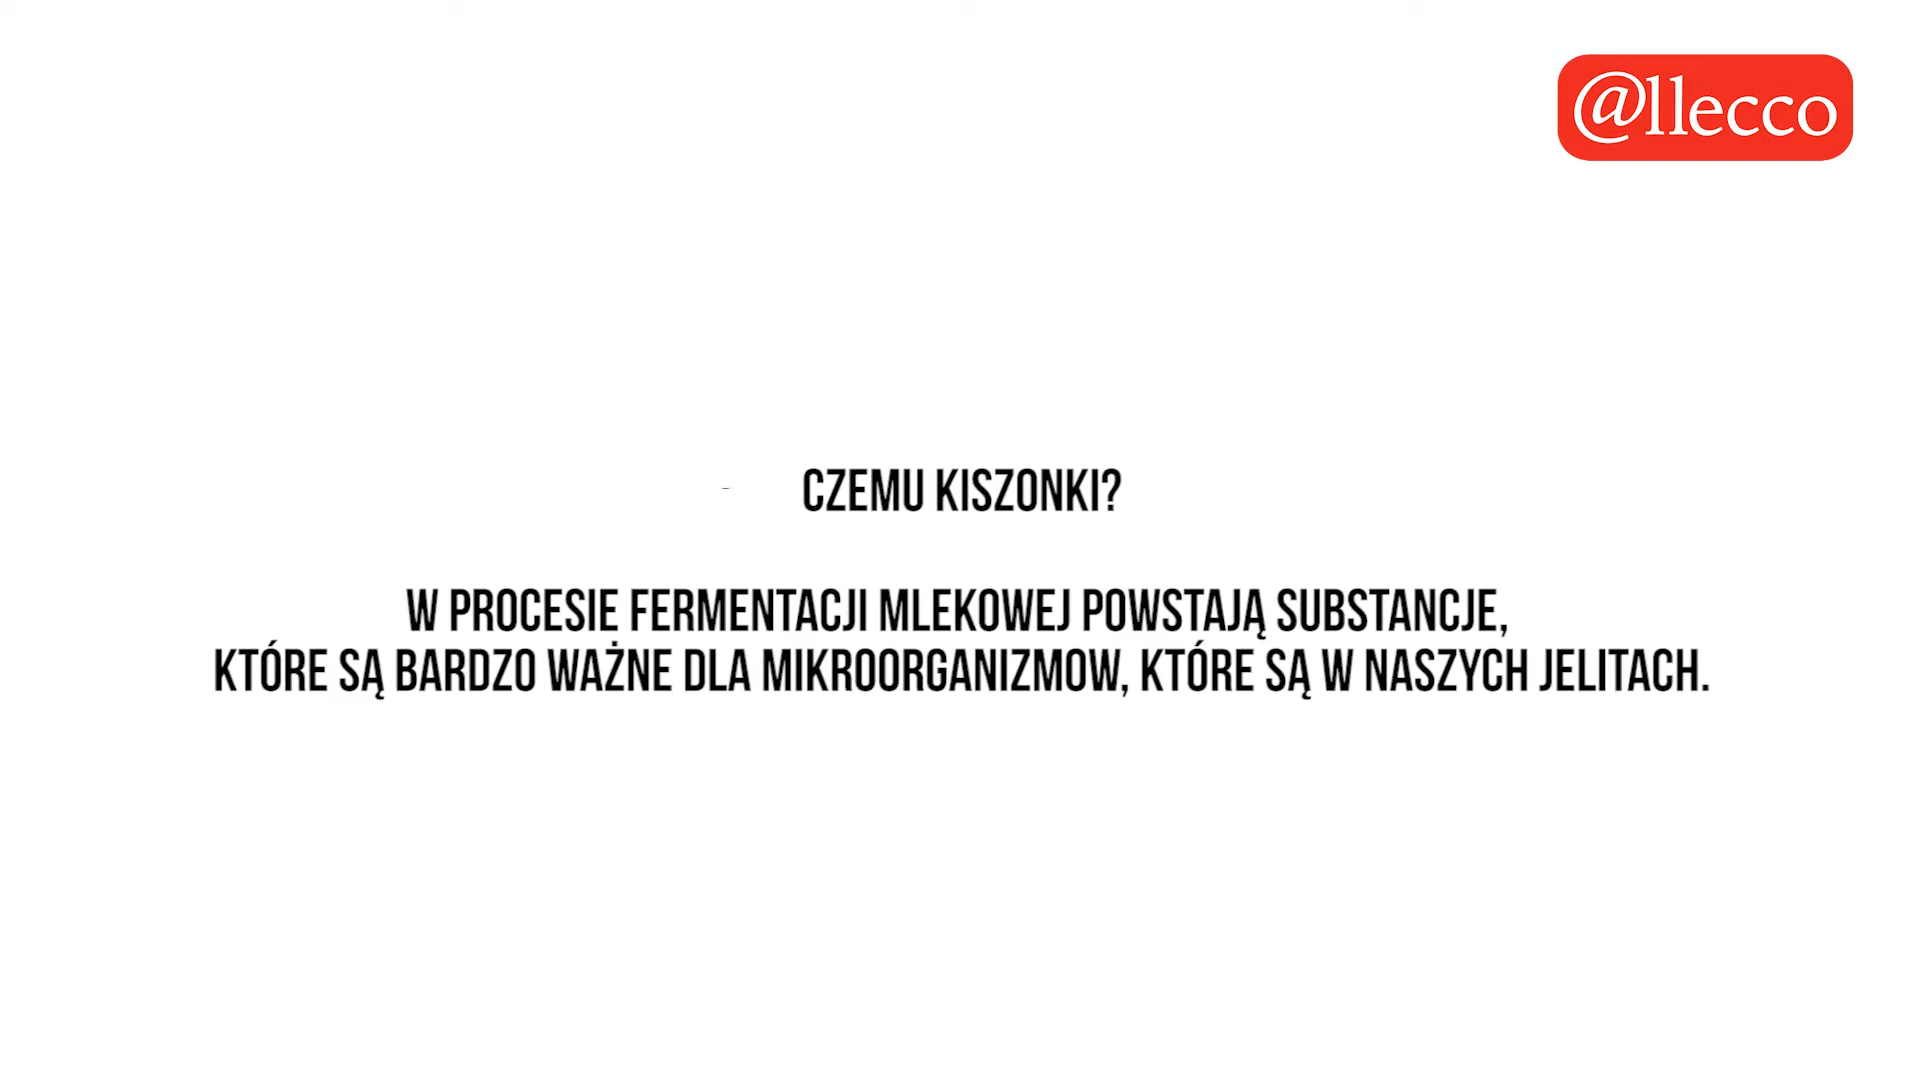 @llecco
CZEMU KISZONKI?
W PROCESIE FERMENTACJI MLEKOWEJ POWSTAJĄ SUBSTANCJE,
KTÓRE SĄ BARDZO WAŻNE DLA MIKROORGANIZMOW, KTÓRE SĄ W NASZYCH JELITACH.